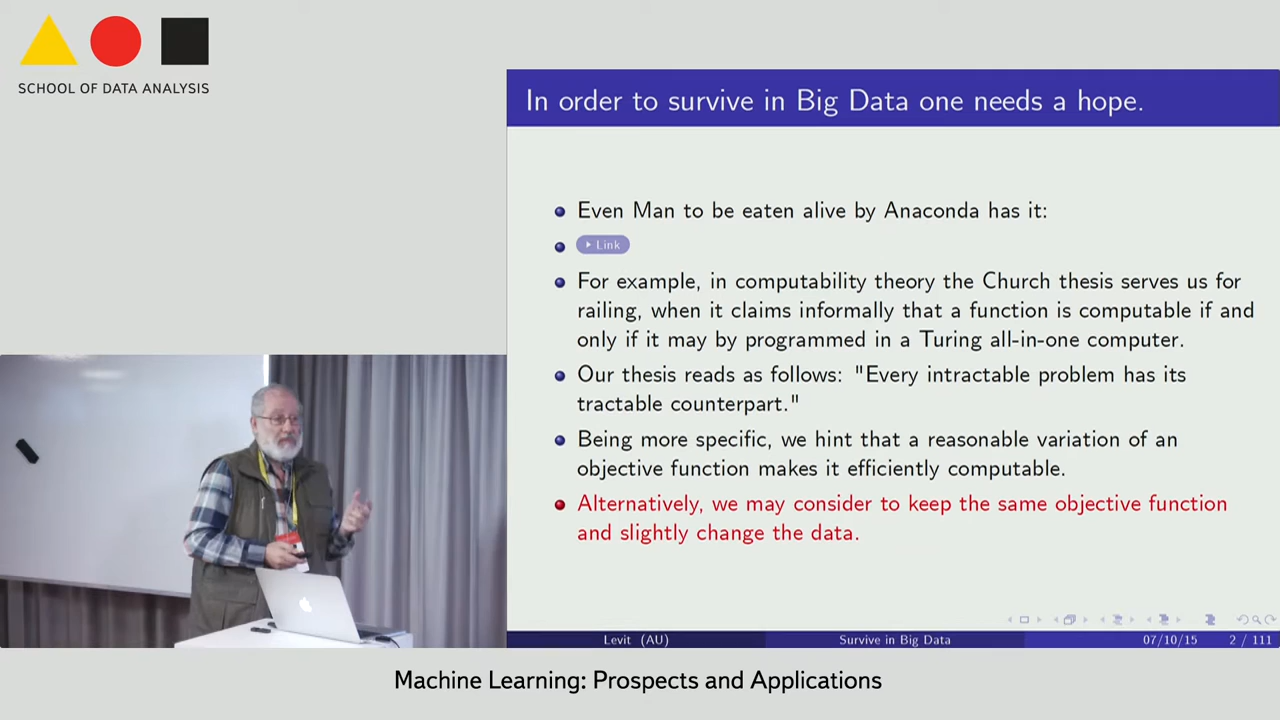 SCHOOL OF DATA ANALYSIS
In order to survive in Big Data one needs a hope.
Even Man to be eaten alive by Anaconda has it:
Link
For example, in computability theory the Church thesis serves us for
railing, when it claims informally that a function is computable if and
only if it may by programmed in a Turing all-in-one computer.
Our thesis reads as follows: "Every intractable problem has its
tractable counterpart."
Being more specific, we hint that a reasonable variation of an
objective function makes it efficiently computable.
Alternatively, we may consider to keep the same objective function
and slightly change the data.
Levit (AU) Survive in Big Data 07/10/15 2 / 111
Machine Learning: Prospects and Applications